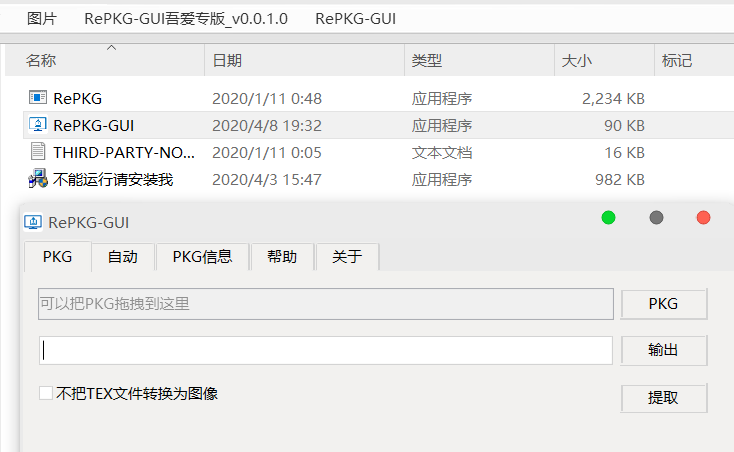 图片 RePKG-GUI吾爱专版_v0.0.1.0 RePKG-GUI
名称 日期 类型 大小 标记
RePKG 2020/1/11 0:48 应用程序 2,234 KB
RePKG-GUI 2020/4/8 19:32 应用程序 90 KB
THIRD-PARTY-NO... 2020/1/11 0:05 文本文档 16 KB
不能运行请安装我 2020/4/3 15:47 应用程序 982 KB
RePKG-GUI
PKG 自动 PKG信息 帮助 关于
可以把PKG拖拽到这里 PKG
输出
不把TEX文件转换为图像 提取